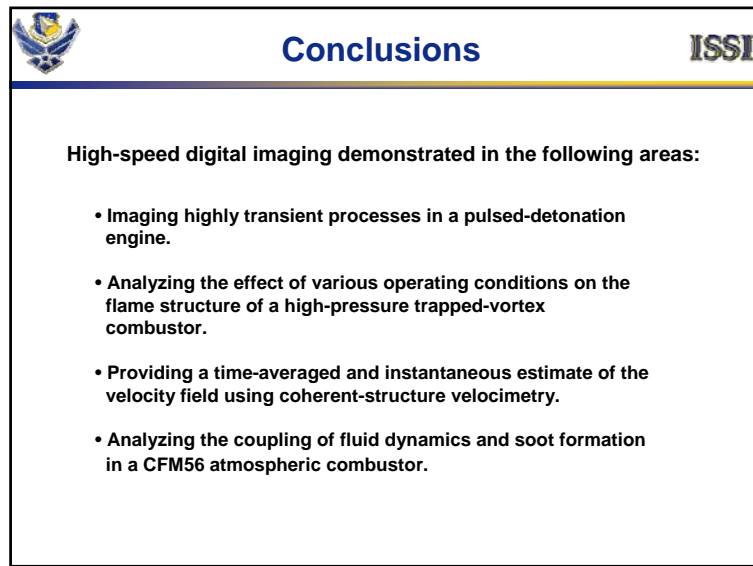 Conclusions
ISSI
High-speed digital imaging demonstrated in the following areas:
• Imaging highly transient processes in a pulsed-detonation
engine.
• Analyzing the effect of various operating conditions on the
flame structure of a high-pressure trapped-vortex
combustor.
• Providing a time-averaged and instantaneous estimate of the
velocity field using coherent-structure velocimetry.
• Analyzing the coupling of fluid dynamics and soot formation
in a CFM56 atmospheric combustor.